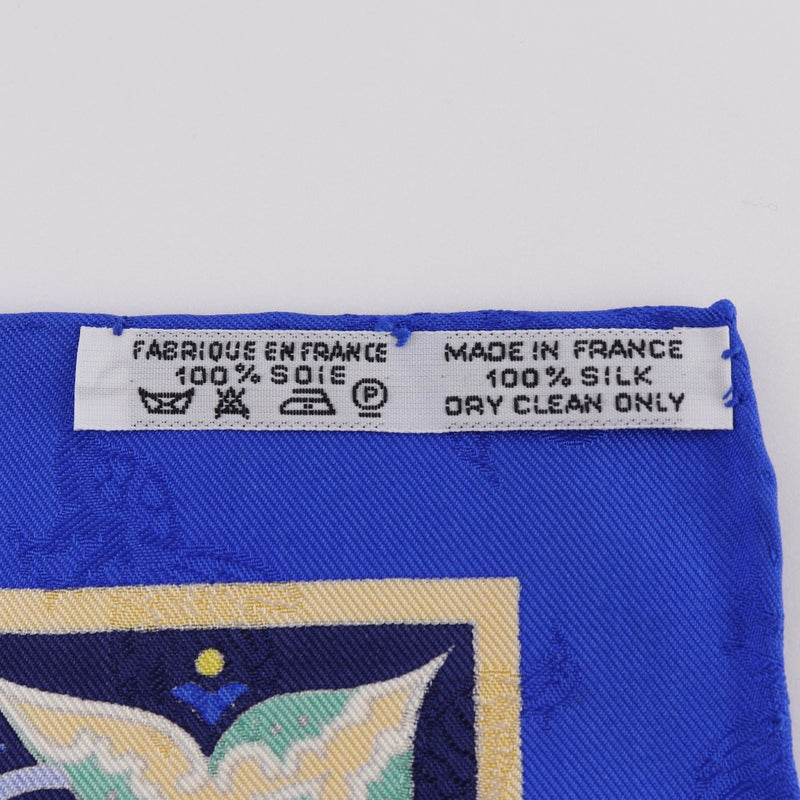 FABRIQUE EN FRANCE
100% SOIE
P
MADE IN FRANCE
100% SILK
DRY CLEAN ONLY